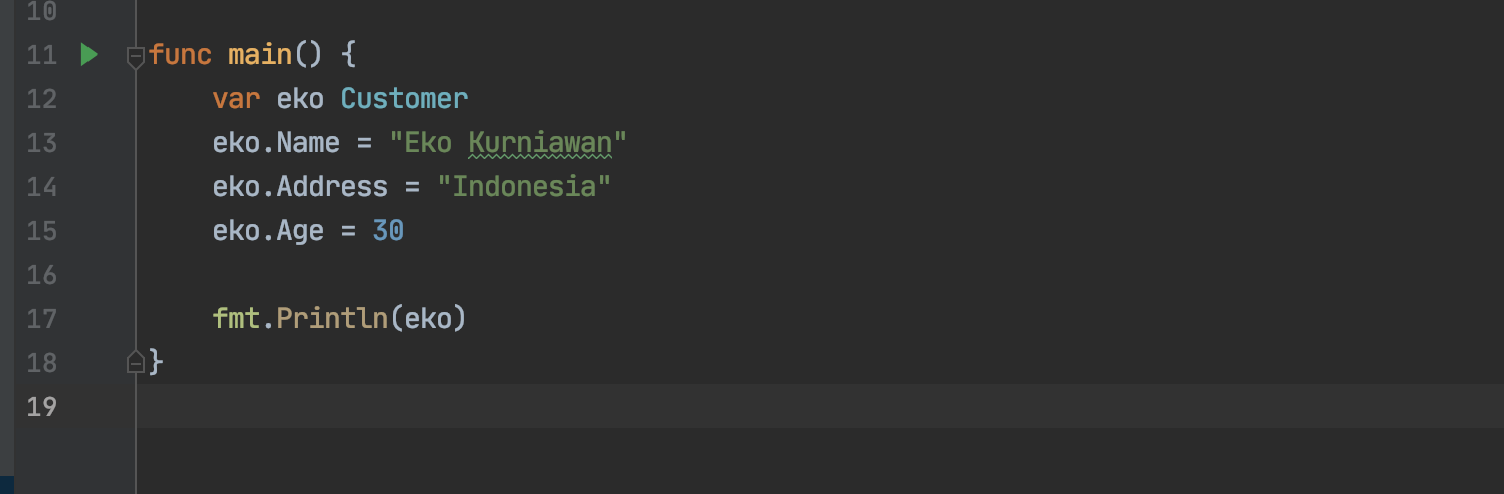 10
11 func main() {
12     var eko Customer
13     eko.Name = "Eko Kurniawan"
14     eko.Address = "Indonesia"
15     eko.Age = 30
16
17     fmt.Println(eko)
18 }
19